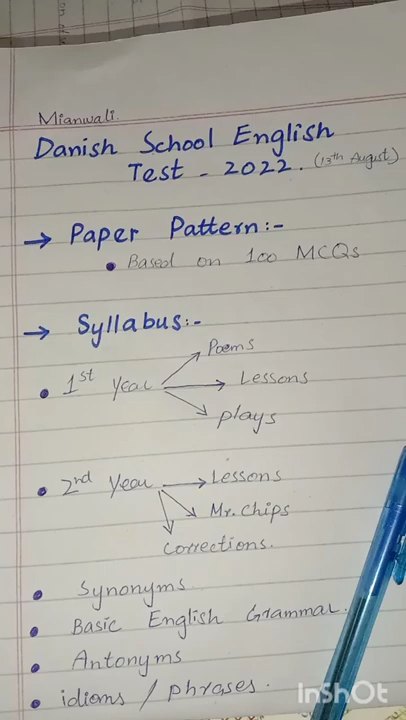 Mianwali.
Danish School English
Test - 2022. (13th August)
→ Paper Pattern:-
• Based on 100 MCQs
→ Syllabus:-
Poems
• 1st Year → Lessons
plays
• 2nd Year → Lessons
Mr. Chips
Corrections.
• Synonyms
• Basic English Grammar.
• Antonyms
• idioms / phrases.
InShOt